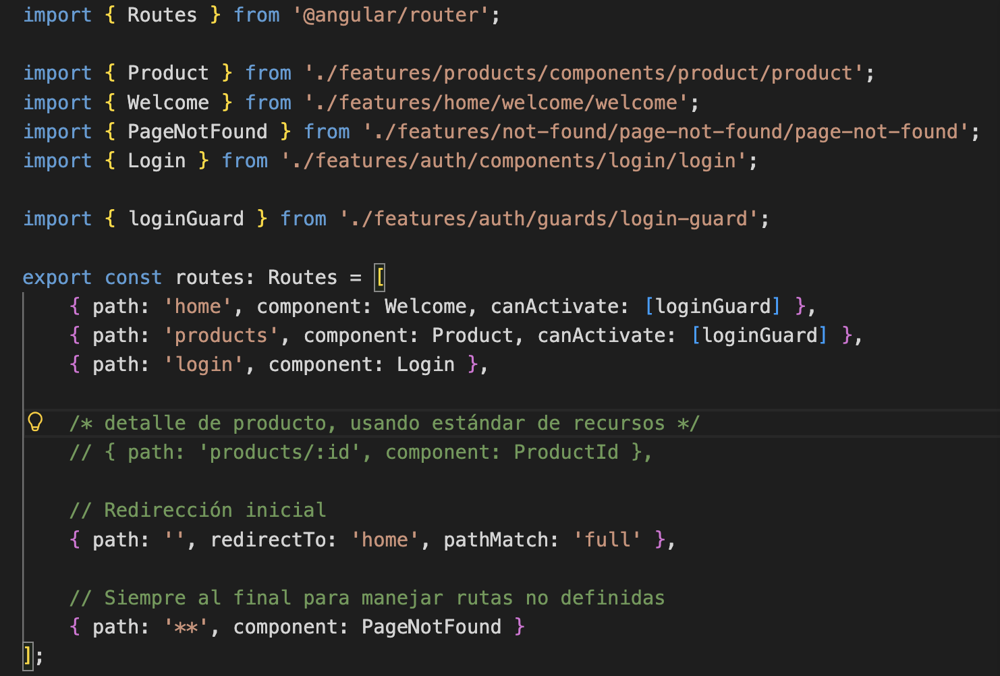 import { Routes } from '@angular/router';
import { Product } from './features/products/components/product/product';
import { Welcome } from './features/home/welcome/welcome';
import { PageNotFound } from './features/not-found/page-not-found/page-not-found';
import { Login } from './features/auth/components/login/login';
import { loginGuard } from './features/auth/guards/login-guard';
export const routes: Routes = [
{ path: 'home', component: Welcome, canActivate: [loginGuard] },
{ path: 'products', component: Product, canActivate: [loginGuard] },
{ path: 'login', component: Login },
/* detalle de producto, usando estándar de recursos */
// { path: 'products/:id', component: ProductId },
// Redirección inicial
{ path: '', redirectTo: 'home', pathMatch: 'full' },
// Siempre al final para manejar rutas no definidas
{ path: '**', component: PageNotFound }
];